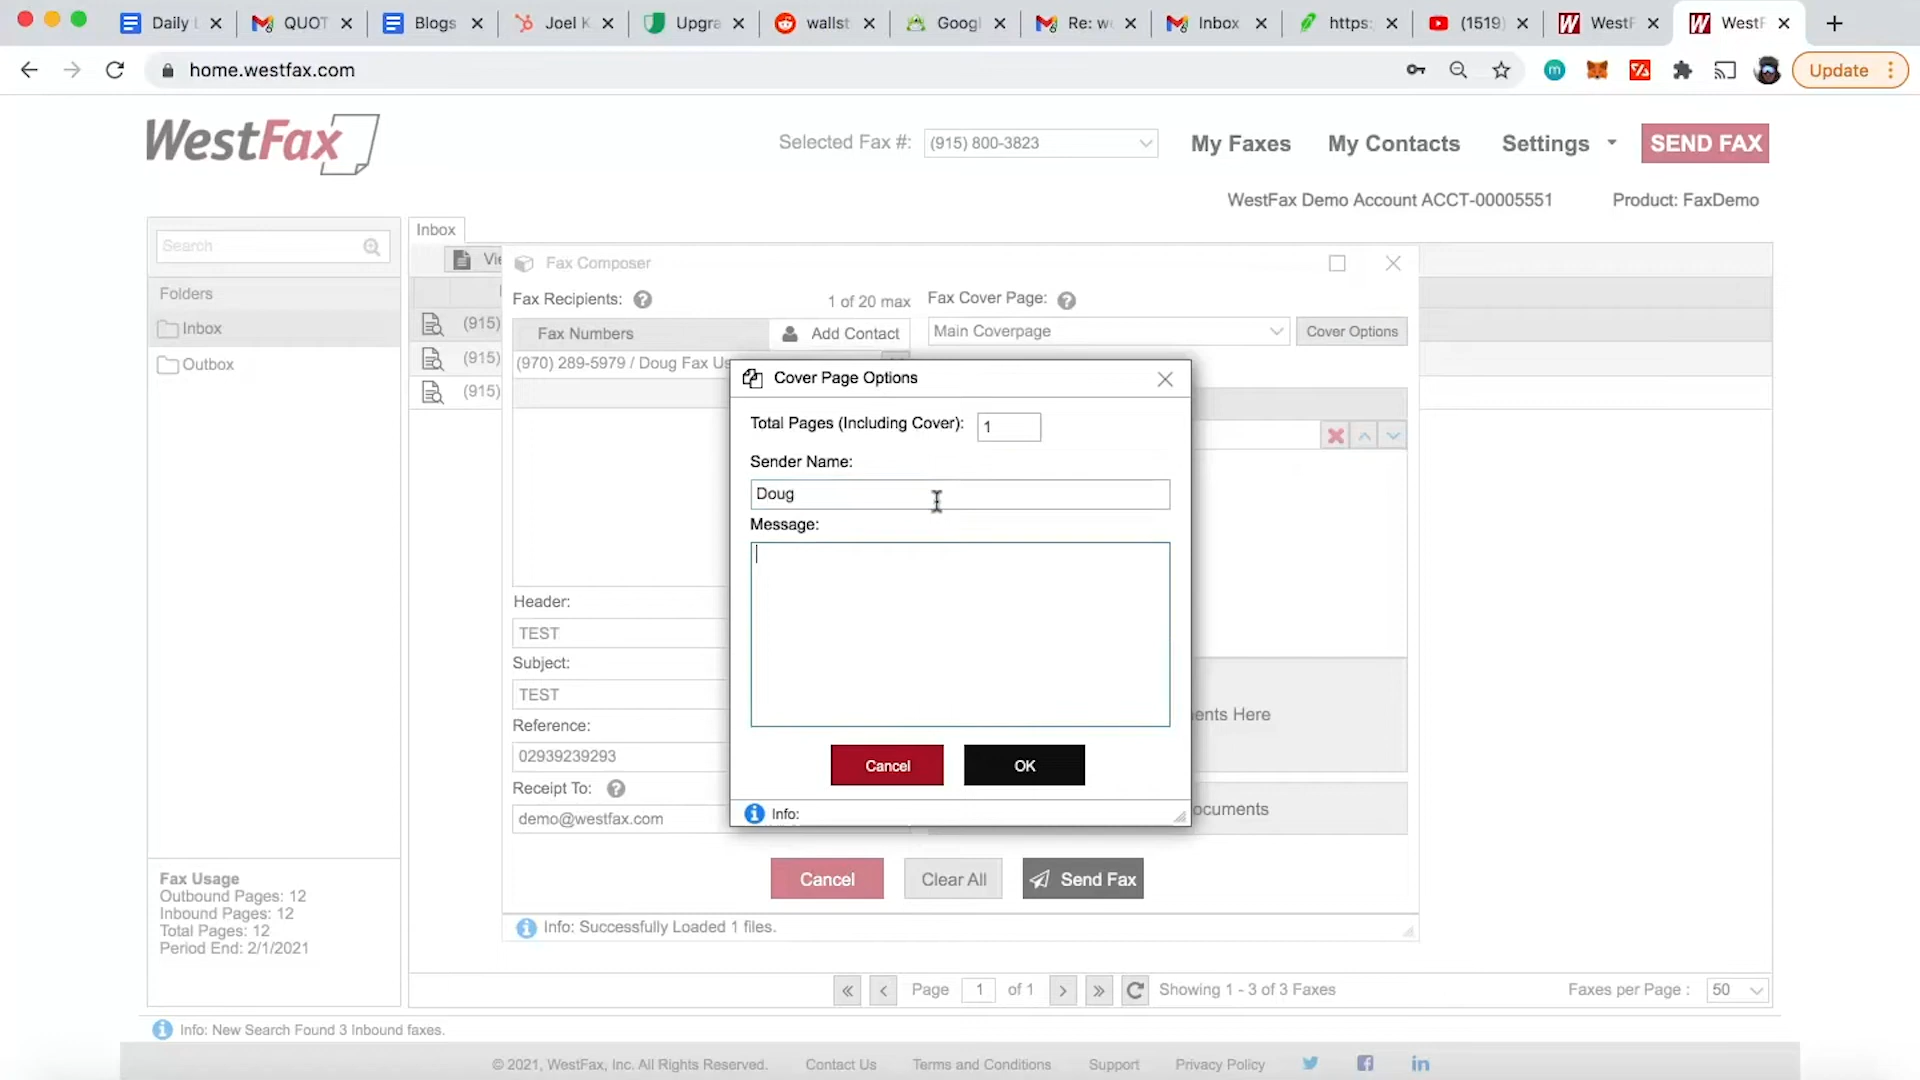 Daily L
QUOT
Blogs
Joel K
Upgra
wallst
Googl
Re: we
Inbox
https:
(1519)
WestF
WestF
home.westfax.com
m
Update
WestFax
Selected Fax #:
(915) 800-3823
My Faxes
My Contacts
Settings
SEND FAX
WestFax Demo Account ACCT-00005551
Product: FaxDemo
Search
Folders
Inbox
Outbox
Inbox
Vie
(915)
(915)
(915)
Fax Composer
Fax Recipients:
1 of 20 max
Fax Cover Page:
Fax Numbers
Add Contact
Main Coverpage
Cover Options
(970) 289-5979 / Doug Fax Us
Cover Page Options
Total Pages (Including Cover):
1
Sender Name:
Doug
Message:
Cancel
OK
Info:
Header:
TEST
Subject:
TEST
Reference:
02939239293
Receipt To:
demo@westfax.com
ents Here
ocuments
Cancel
Clear All
Send Fax
Info: Successfully Loaded 1 files.
Fax Usage
Outbound Pages: 12
Inbound Pages: 12
Total Pages: 12
Period End: 2/1/2021
Page
1
of 1
Showing 1 - 3 of 3 Faxes
Faxes per Page :
50
Info: New Search Found 3 Inbound faxes.
© 2021, WestFax, Inc. All Rights Reserved.
Contact Us
Terms and Conditions
Support
Privacy Policy